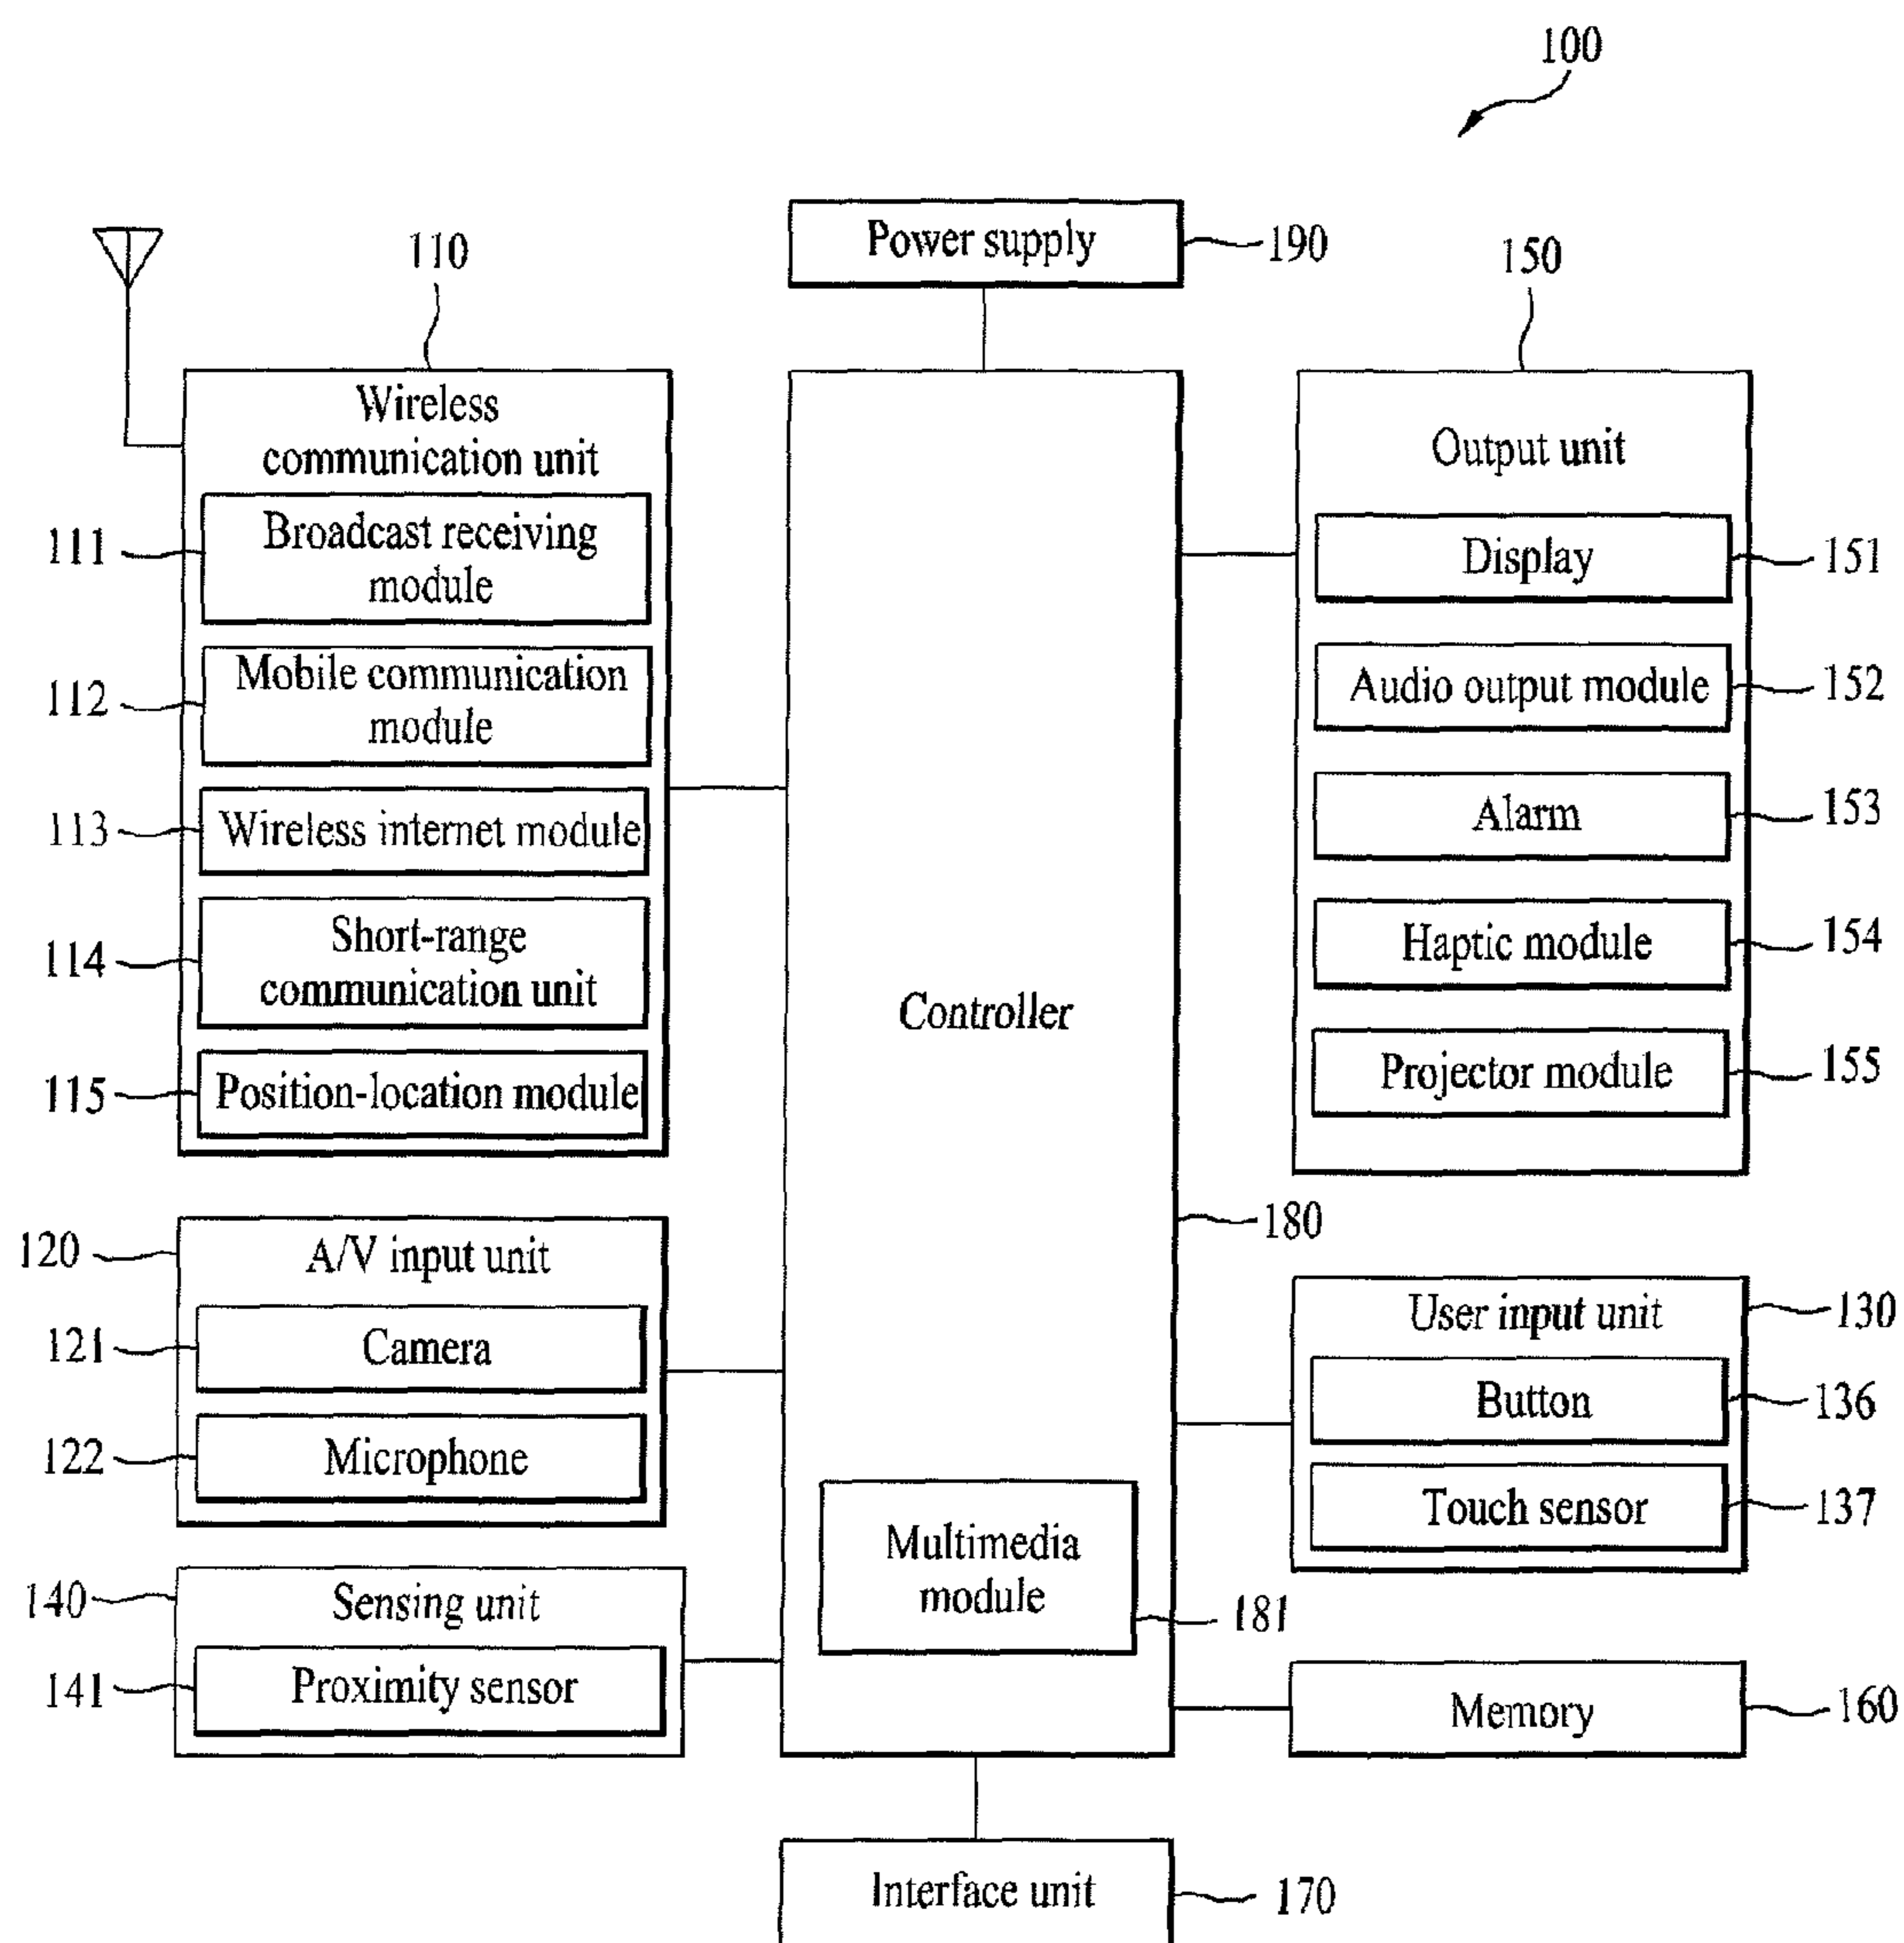 100
Power supply
190
110
Wireless
communication unit
111
Broadcast receiving
module
112
Mobile communication
module
113
Wireless internet module
114
Short-range
communication unit
115
Position-location module
120
A/V input unit
121
Camera
122
Microphone
140
Sensing unit
141
Proximity sensor
Controller
180
Multimedia
module
181
150
Output unit
Display
151
Audio output module
152
Alarm
153
Haptic module
154
Projector module
155
User input unit
130
Button
136
Touch sensor
137
Memory
160
Interface unit
170